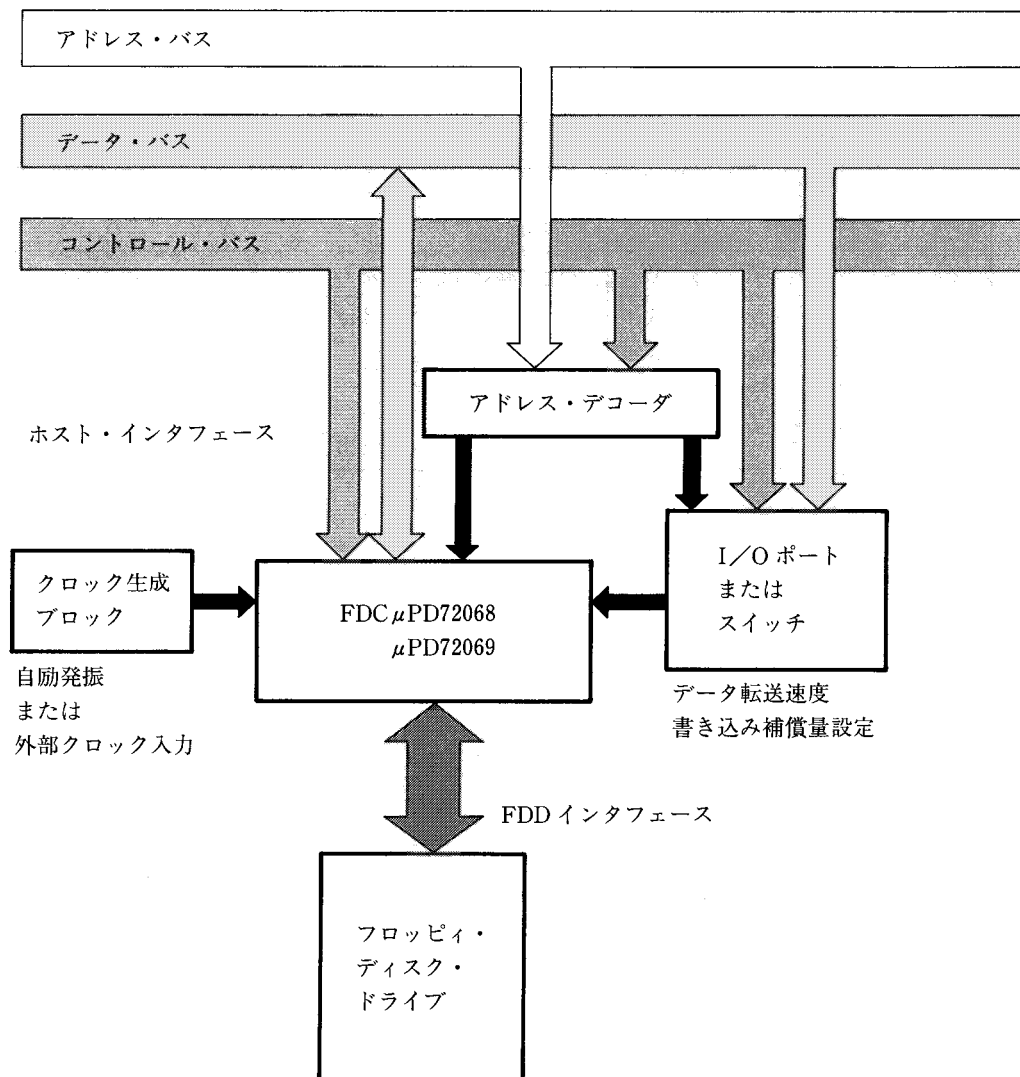 アドレス・バス
データ・バス
コントロール・バス
アドレス・デコーダ
ホスト・インタフェース
クロック生成
ブロック
自励発振
または
外部クロック入力
FDC μPD72068
μPD72069
I/O ポート
または
スイッチ
データ転送速度
書き込み補償量設定
FDD インタフェース
フロッピィ・
ディスク・
ドライブ